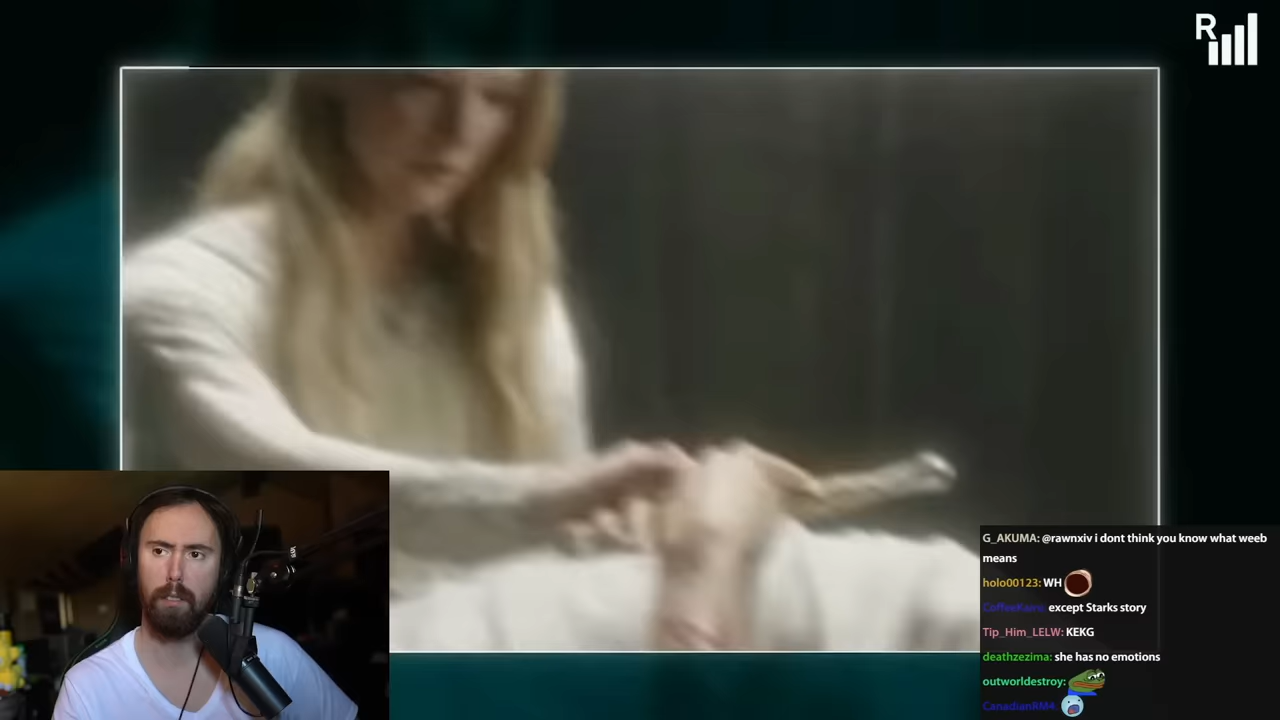 R
G_AKUMA: @rawnxiv i dont think you know what weeb
means
holo00123: WH
except Starks story
Tip_Him_LELW: KEKG
deathzezima: she has no emotions
outworldestroy:
CanadianRM4: